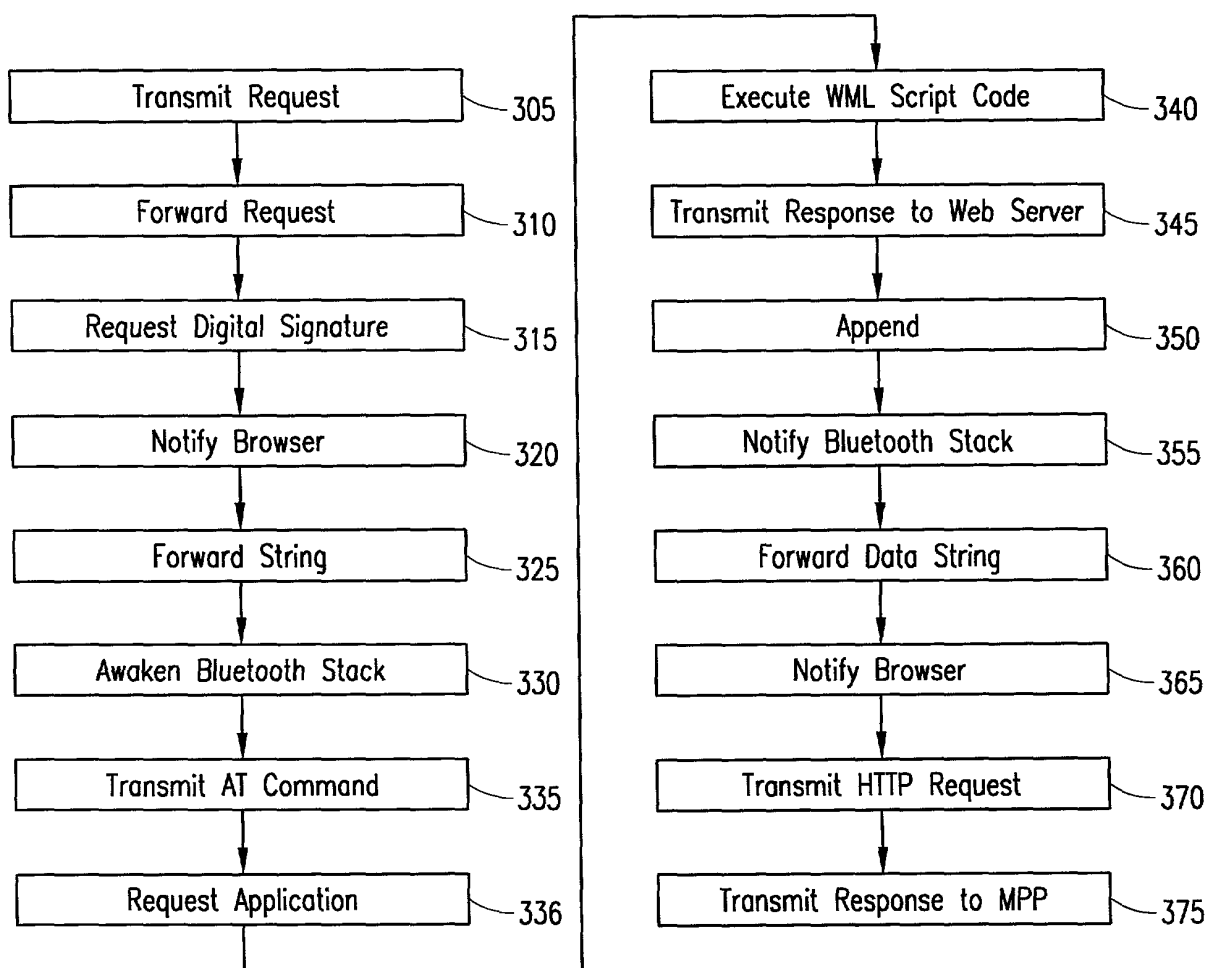 Transmit Request
305
Forward Request
310
Request Digital Signature
315
Notify Browser
320
Forward String
325
Awaken Bluetooth Stack
330
Transmit AT Command
335
Request Application
336
Execute WML Script Code
340
Transmit Response to Web Server
345
Append
350
Notify Bluetooth Stack
355
Forward Data String
360
Notify Browser
365
Transmit HTTP Request
370
Transmit Response to MPP
375